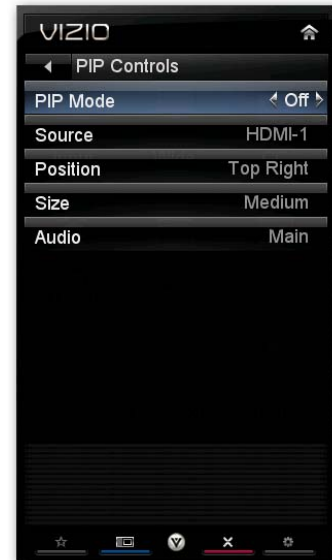 VIZIO
PIP Controls
PIP Mode Off
Source HDMI-1
Position Top Right
Size Medium
Audio Main
V